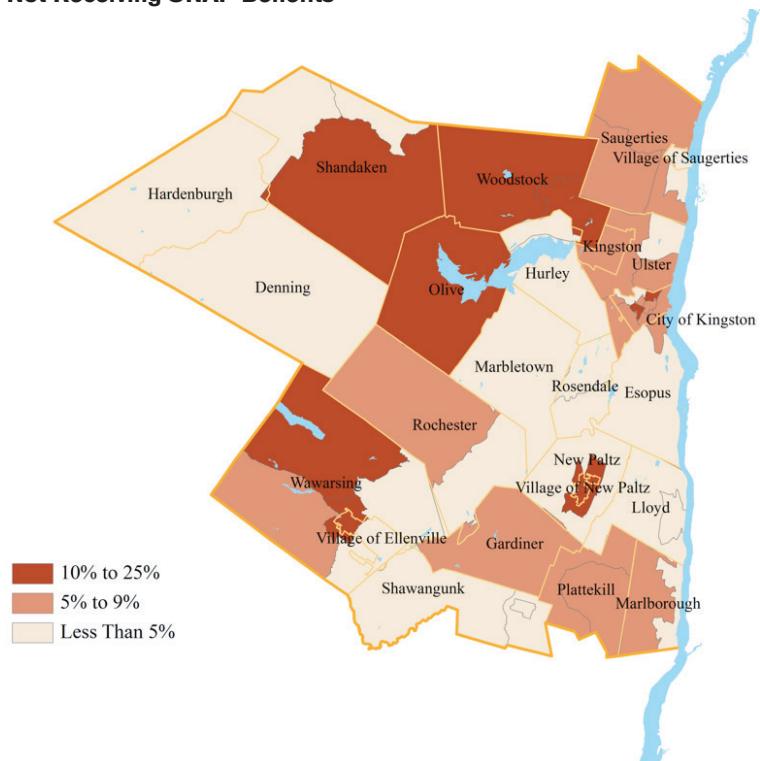 Not Receiving SNAP Benefits
Saugerties
Village of Saugerties
Shandaken
Woodstock
Hardenburgh
Kingston
Ulster
Hurley
Denning
Olive
City of Kingston
Marbletown
Rosendale
Esopus
Rochester
New Paltz
Wawarsing
Village of New Paltz
Lloyd
Village of Ellenville
Gardiner
Shawangunk
Plattekill
Marlborough
10% to 25%
5% to 9%
Less Than 5%